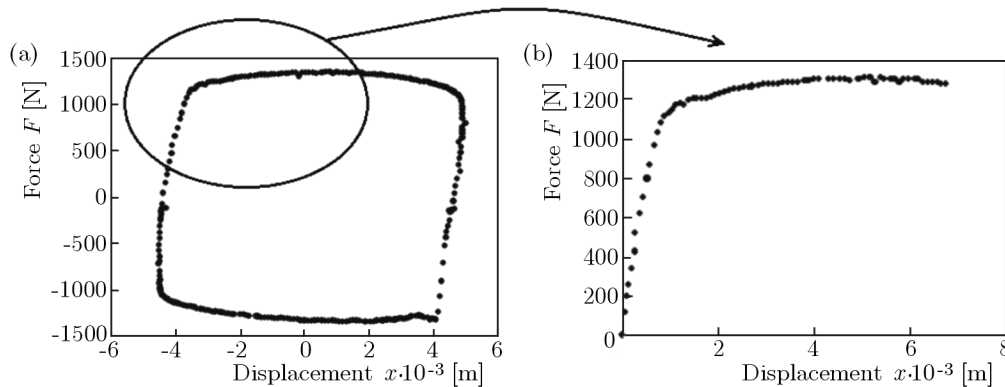 (a)
1500
1000
500
0
-500
-1000
-1500
Force F [N]
-6 -4 -2 0 2 4 6
Displacement x·10⁻³ [m]
(b)
1400
1200
1000
800
600
400
200
0
Force F [N]
0 2 4 6 8
Displacement x·10⁻³ [m]